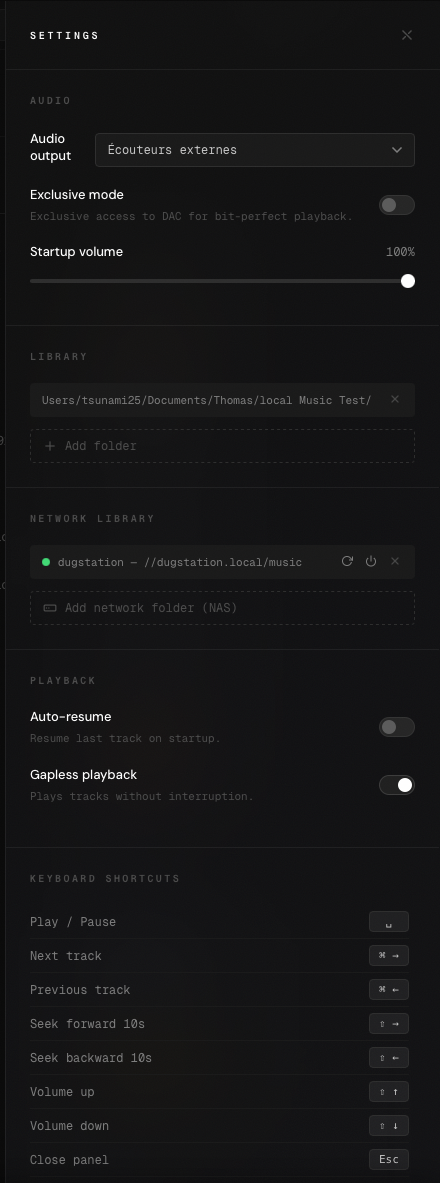 SETTINGS
AUDIO
Audio
output
Écouteurs externes
Exclusive mode
Exclusive access to DAC for bit-perfect playback.
Startup volume
100%
LIBRARY
Users/tsunami25/Documents/Thomas/local Music Test/
Add folder
NETWORK LIBRARY
dugstation — //dugstation.local/music
Add network folder (NAS)
PLAYBACK
Auto-resume
Resume last track on startup.
Gapless playback
Plays tracks without interruption.
KEYBOARD SHORTCUTS
Play / Pause ␣
Next track ⌘ →
Previous track ⌘ ←
Seek forward 10s ⇧ →
Seek backward 10s ⇧ ←
Volume up ⇧ ↑
Volume down ⇧ ↓
Close panel Esc